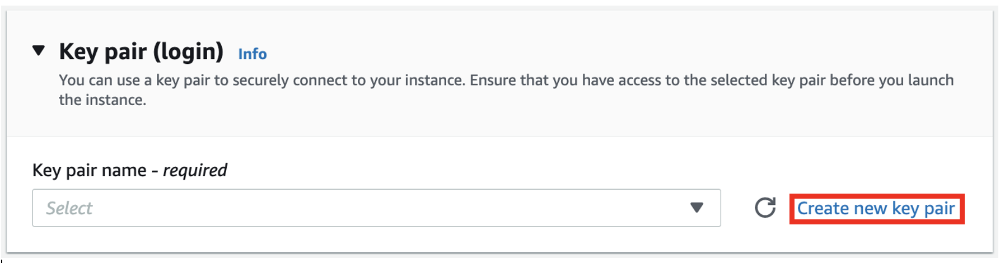 Key pair (login) Info
You can use a key pair to securely connect to your instance. Ensure that you have access to the selected key pair before you launch
the instance.
Key pair name - required
Select
Create new key pair